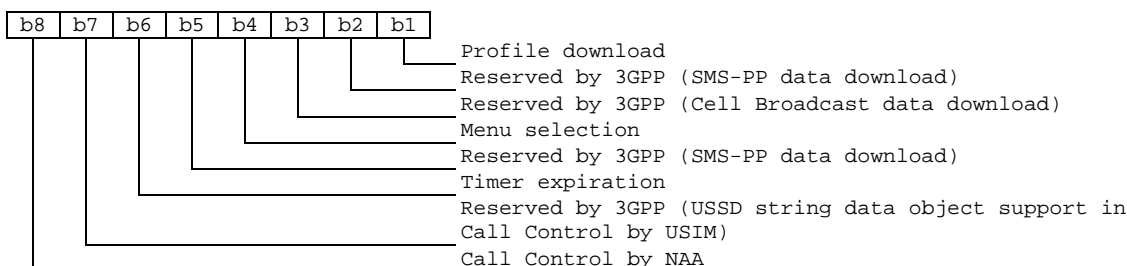 b8 b7 b6 b5 b4 b3 b2 b1
Profile download
Reserved by 3GPP (SMS-PP data download)
Reserved by 3GPP (Cell Broadcast data download)
Menu selection
Reserved by 3GPP (SMS-PP data download)
Timer expiration
Reserved by 3GPP (USSD string data object support in
Call Control by USIM)
Call Control by NAA